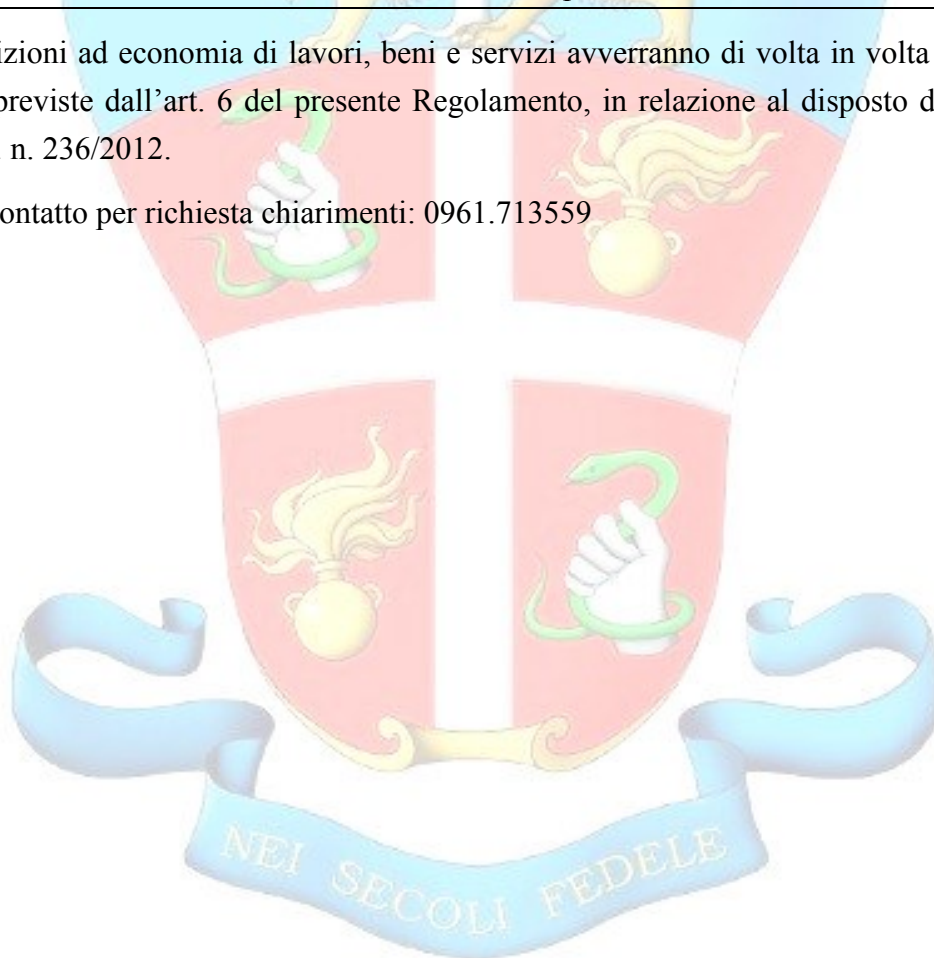 izioni ad economia di lavori, beni e servizi avverranno di volta in volta
previste dall’art. 6 del presente Regolamento, in relazione al disposto d
. n. 236/2012.
ontatto per richiesta chiarimenti: 0961.713559
NEI SECOLI FEDELE